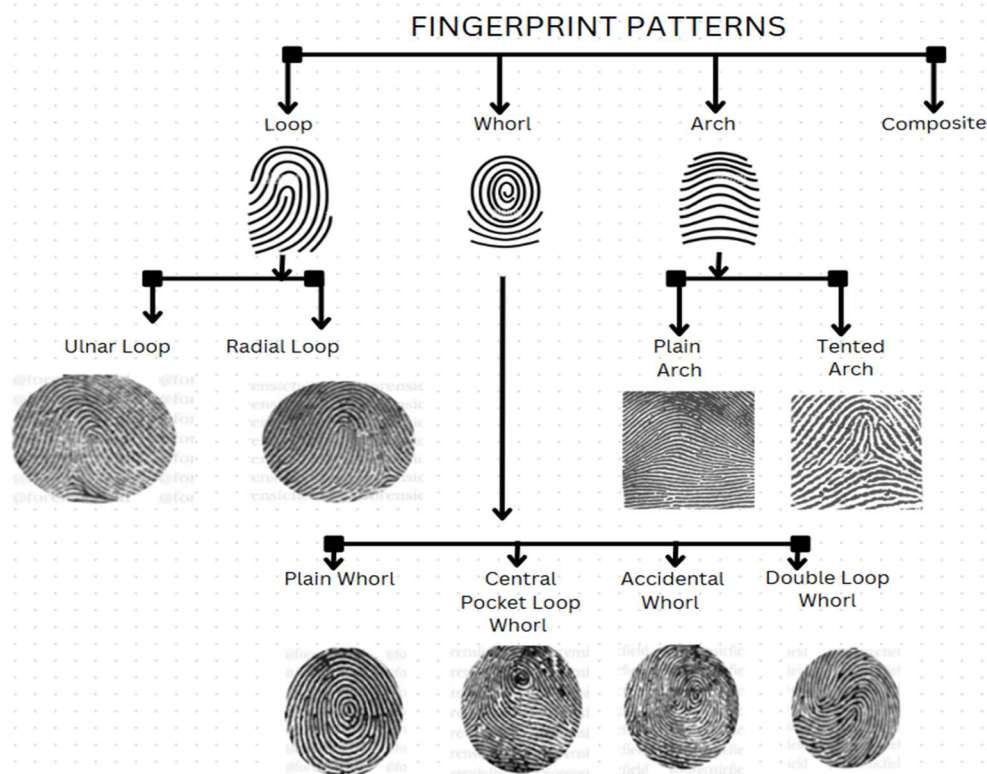 FINGERPRINT PATTERNS
Loop
Whorl
Arch
Composite
Ulnar Loop
Radial Loop
Plain
Arch
Tented
Arch
Plain Whorl
Central
Pocket Loop
Whorl
Accidental
Whorl
Double Loop
Whorl